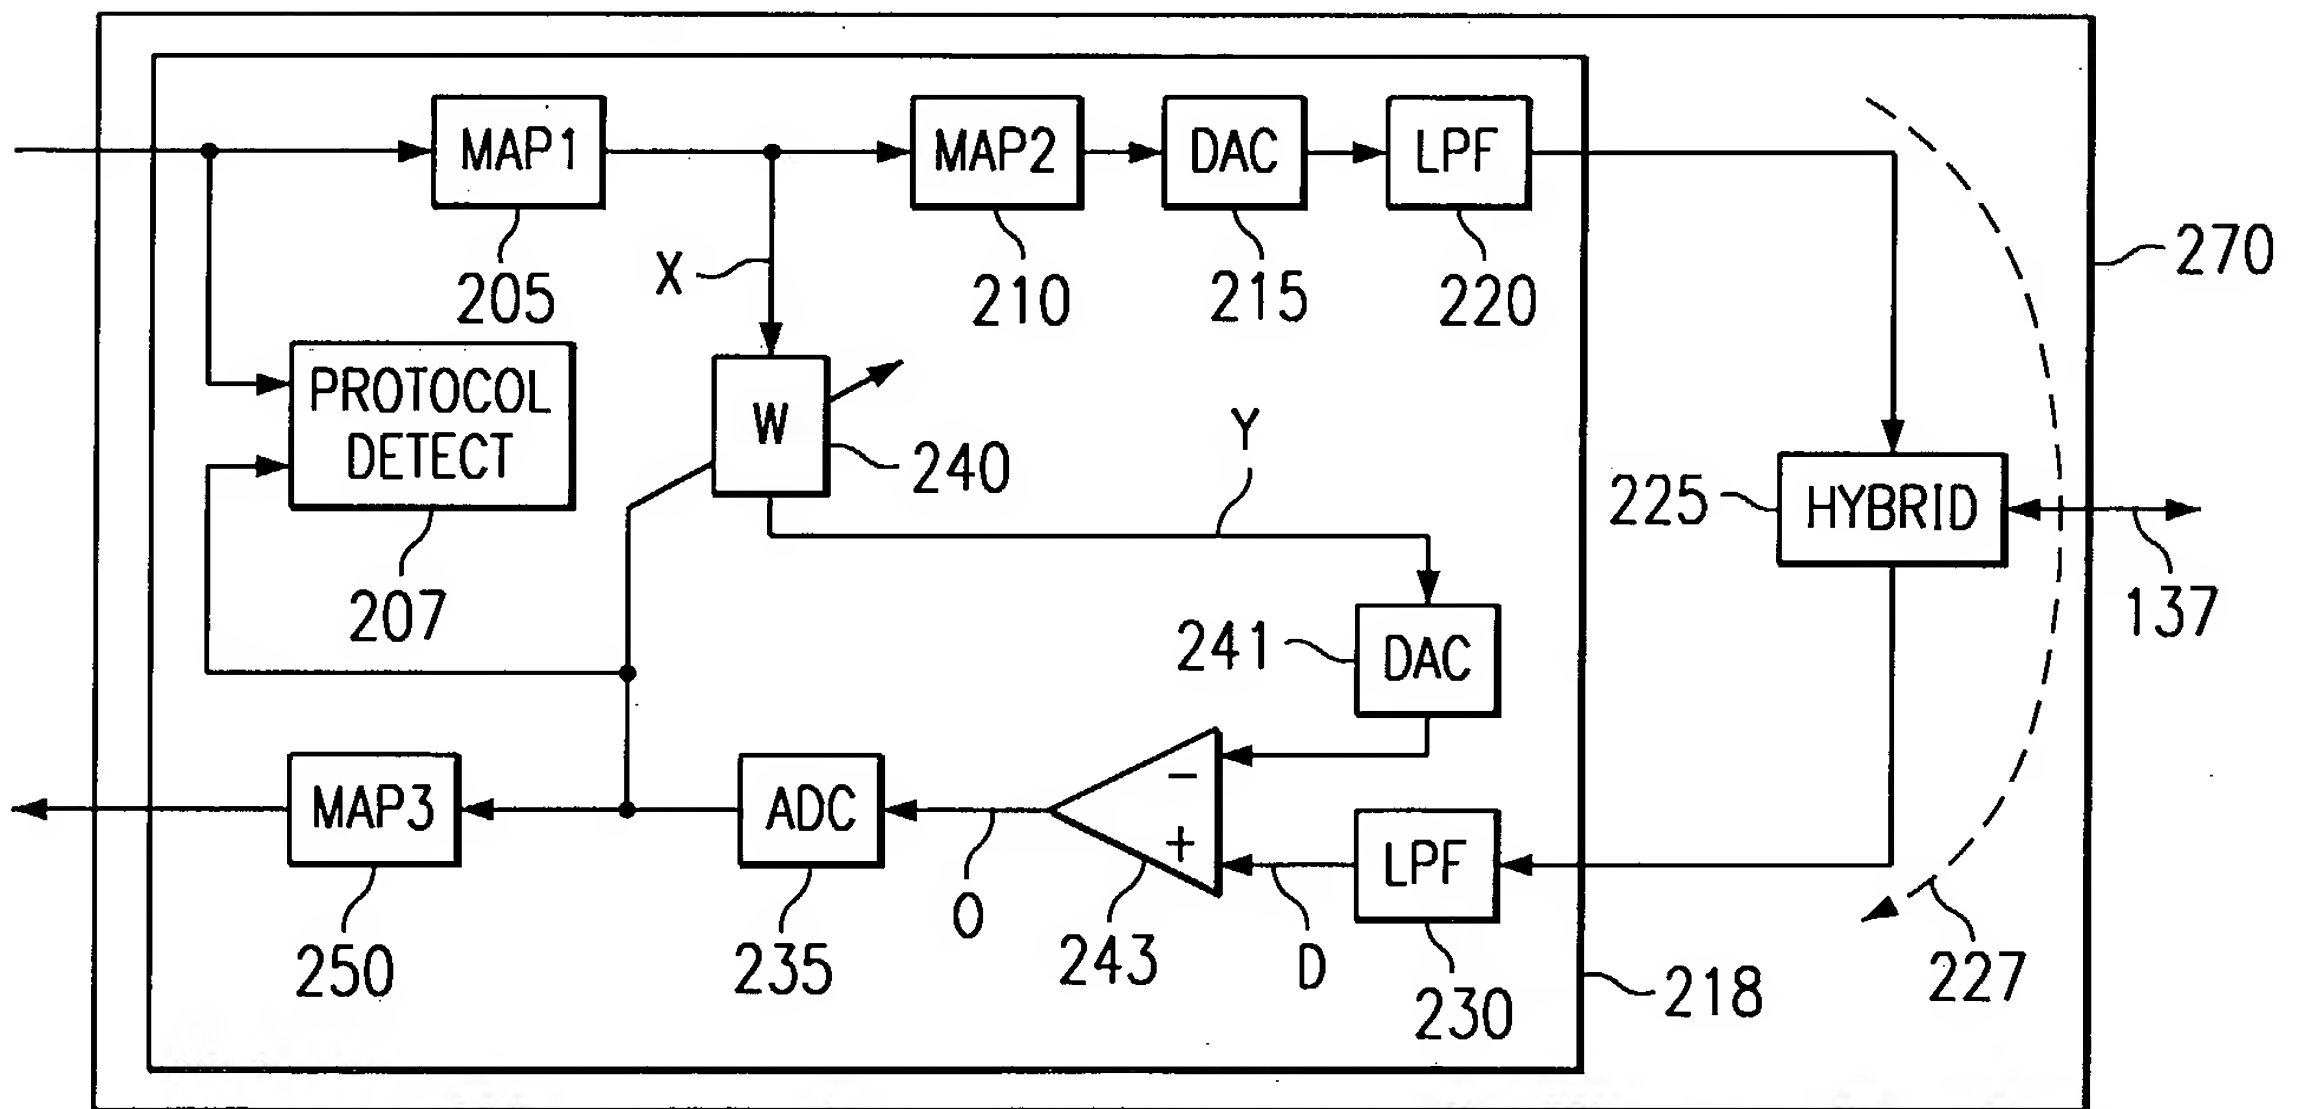 MAP1
MAP2
DAC
LPF
205
X
210
215
220
270
PROTOCOL
DETECT
W
240
Y
225
HYBRID
207
241
DAC
137
MAP3
ADC
−
+
LPF
250
235
O
243
D
230
218
227